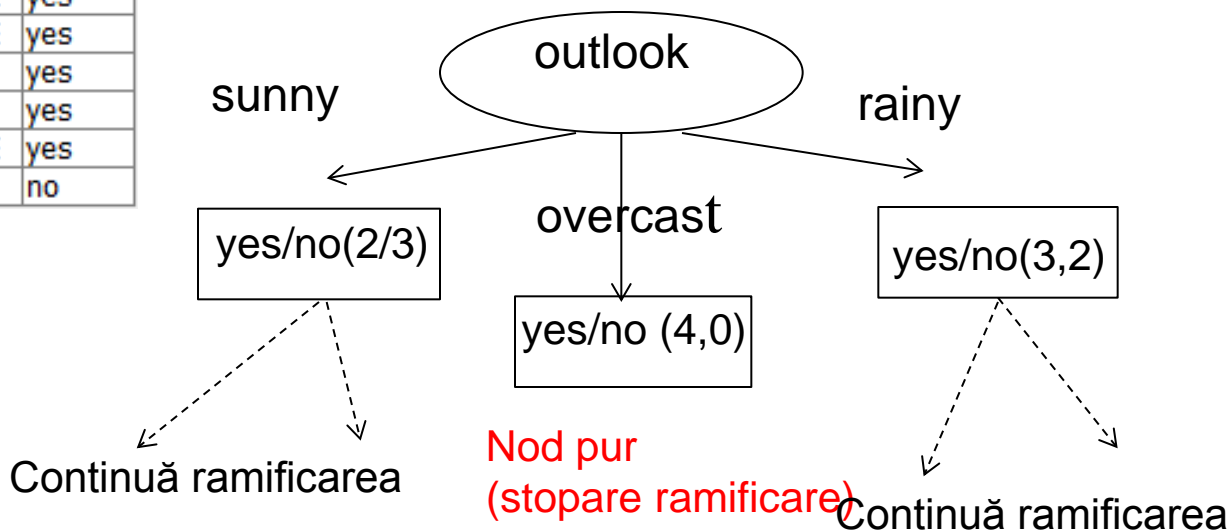 yes
yes
yes
yes
yes
no
outlook
sunny
rainy
overcast
yes/no(2/3)
yes/no(3,2)
yes/no (4,0)
Nod pur
(stopare ramificare)
Continuă ramificarea
Continuă ramificarea